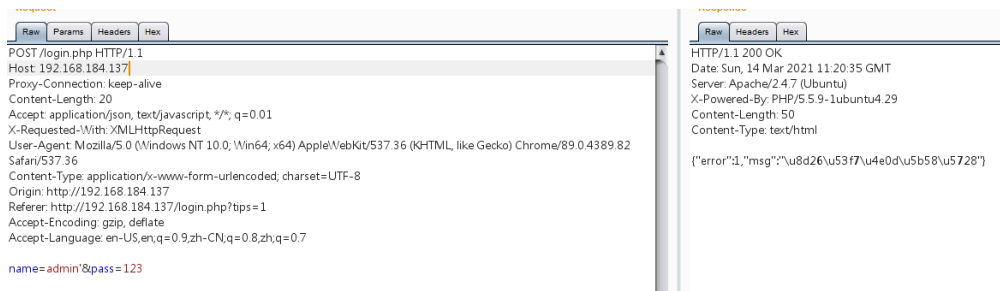 Raw Params Headers Hex
POST /login.php HTTP/1.1
Host: 192.168.184.137
Proxy-Connection: keep-alive
Content-Length: 20
Accept: application/json, text/javascript, */*; q=0.01
X-Requested-With: XMLHttpRequest
User-Agent: Mozilla/5.0 (Windows NT 10.0; Win64; x64) AppleWebKit/537.36 (KHTML, like Gecko) Chrome/89.0.4389.82
Safari/537.36
Content-Type: application/x-www-form-urlencoded; charset=UTF-8
Origin: http://192.168.184.137
Referer: http://192.168.184.137/login.php?tips=1
Accept-Encoding: gzip, deflate
Accept-Language: en-US,en;q=0.9,zh-CN;q=0.8,zh;q=0.7
name=admin'&pass=123
Raw Headers Hex
HTTP/1.1 200 OK
Date: Sun, 14 Mar 2021 11:20:35 GMT
Server: Apache/2.4.7 (Ubuntu)
X-Powered-By: PHP/5.5.9-1ubuntu4.29
Content-Length: 50
Content-Type: text/html
{"error":1,"msg":"\u8d26\u53f7\u4e0d\u5b58\u5728"}